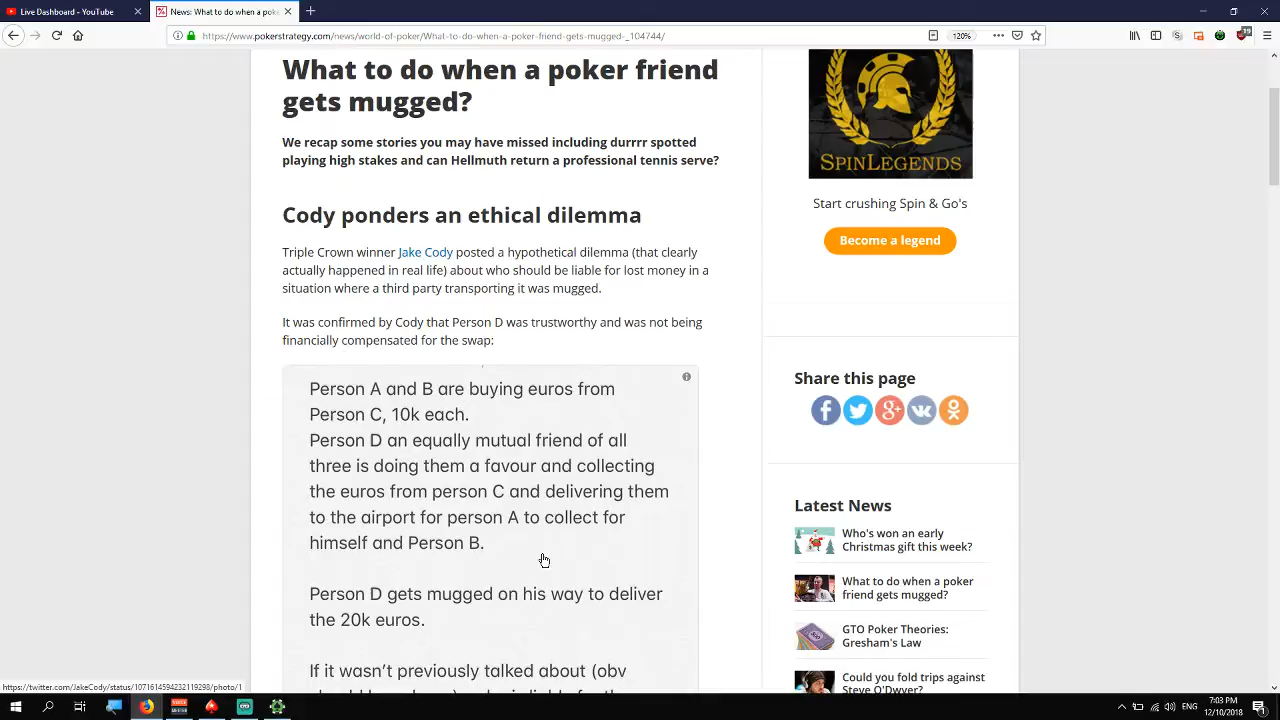 Live Dashboard - YouTube
News: What to do when a poke
https://www.pokerstrategy.com/news/world-of-poker/What-to-do-when-a-poker-friend-gets-mugged-_104744/
120%
What to do when a poker friend
gets mugged?
We recap some stories you may have missed including durrrr spotted
playing high stakes and can Hellmuth return a professional tennis serve?
Cody ponders an ethical dilemma
Triple Crown winner Jake Cody posted a hypothetical dilemma (that clearly
actually happened in real life) about who should be liable for lost money in a
situation where a third party transporting it was mugged.
It was confirmed by Cody that Person D was trustworthy and was not being
financially compensated for the swap:
Person A and B are buying euros from
Person C, 10k each.
Person D an equally mutual friend of all
three is doing them a favour and collecting
the euros from person C and delivering them
to the airport for person A to collect for
himself and Person B.
Person D gets mugged on his way to deliver
the 20k euros.
If it wasn't previously talked about (obv
SPINLEGENDS
Start crushing Spin & Go's
Become a legend
Share this page
Latest News
Who's won an early
Christmas gift this week?
What to do when a poker
friend gets mugged?
GTO Poker Theories:
Gresham's Law
Could you fold trips against
Steve O'Dwyer?
https://twitter.com/JakeCody/status/1071614594232119298/photo/1
ENG
7:03 PM
12/10/2018